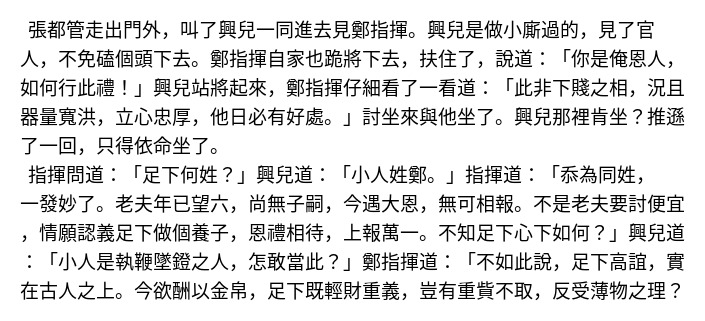 張都管走出門外，叫了興兒一同進去見鄭指揮。興兒是做小廝過的，見了官
人，不免磕個頭下去。鄭指揮自家也跪將下去，扶住了，說道：「你是俺恩人，
如何行此禮！」興兒站將起來，鄭指揮仔細看了一看道：「此非下賤之相，況且
器量寬洪，立心忠厚，他日必有好處。」討坐來與他坐了。興兒那裡肯坐？推遜
了一回，只得依命坐了。
指揮問道：「足下何姓？」興兒道：「小人姓鄭。」指揮道：「忝為同姓，
一發妙了。老夫年已望六，尚無子嗣，今遇大恩，無可相報。不是老夫要討便宜
，情願認義足下做個養子，恩禮相待，上報萬一。不知足下心下如何？」興兒道
：「小人是執鞭墜鐙之人，怎敢當此？」鄭指揮道：「不如此說，足下高誼，實
在古人之上。今欲酬以金帛，足下既輕財重義，豈有重貲不取，反受薄物之理？